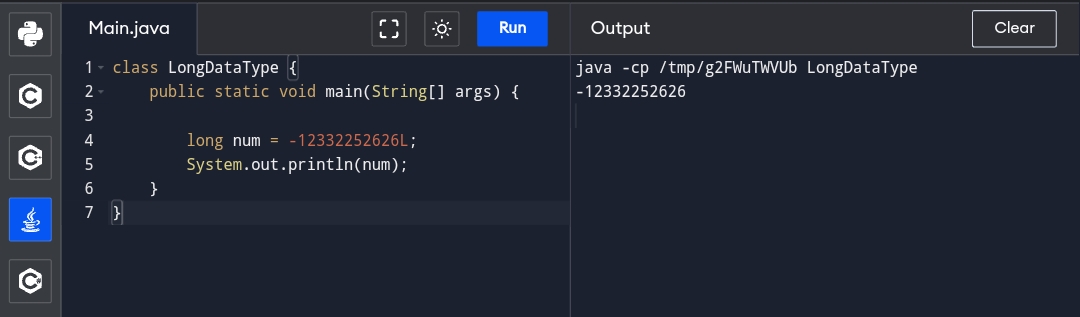 Main.java
Run
Output
Clear
1 class LongDataType {
2     public static void main(String[] args) {
3
4         long num = -12332252626L;
5         System.out.println(num);
6     }
7 }
java -cp /tmp/g2FWuTWVUb LongDataType
-12332252626